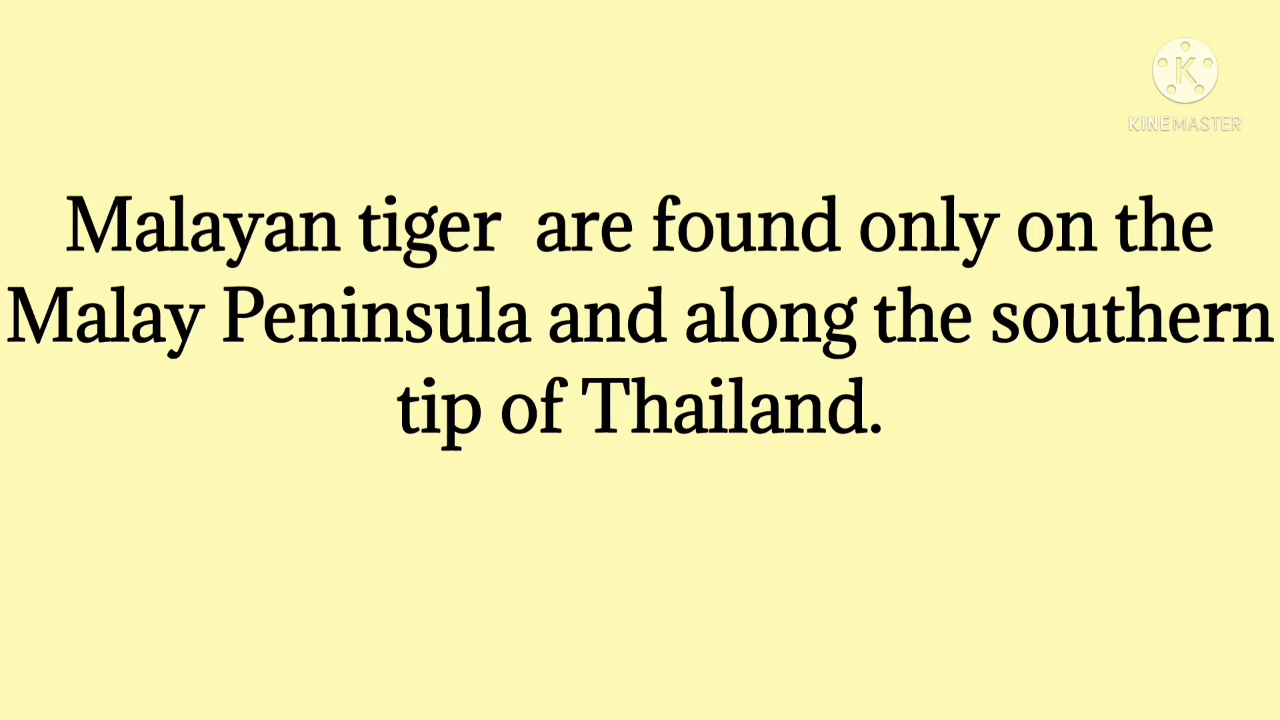 K
KINEMASTER
Malayan tiger  are found only on the
Malay Peninsula and along the southern
tip of Thailand.